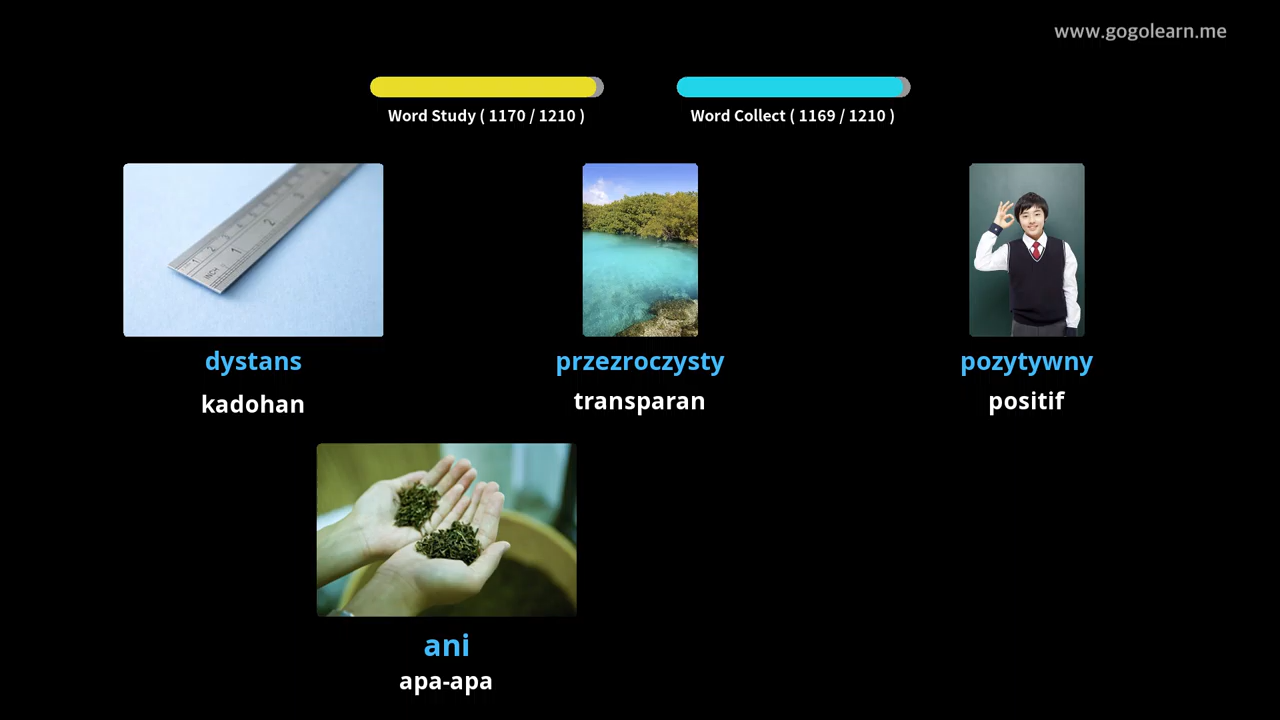 www.gogolearn.me
Word Study ( 1170 / 1210 )
Word Collect ( 1169 / 1210 )
dystans
kadohan
przezroczysty
transparan
pozytywny
positif
ani
apa-apa